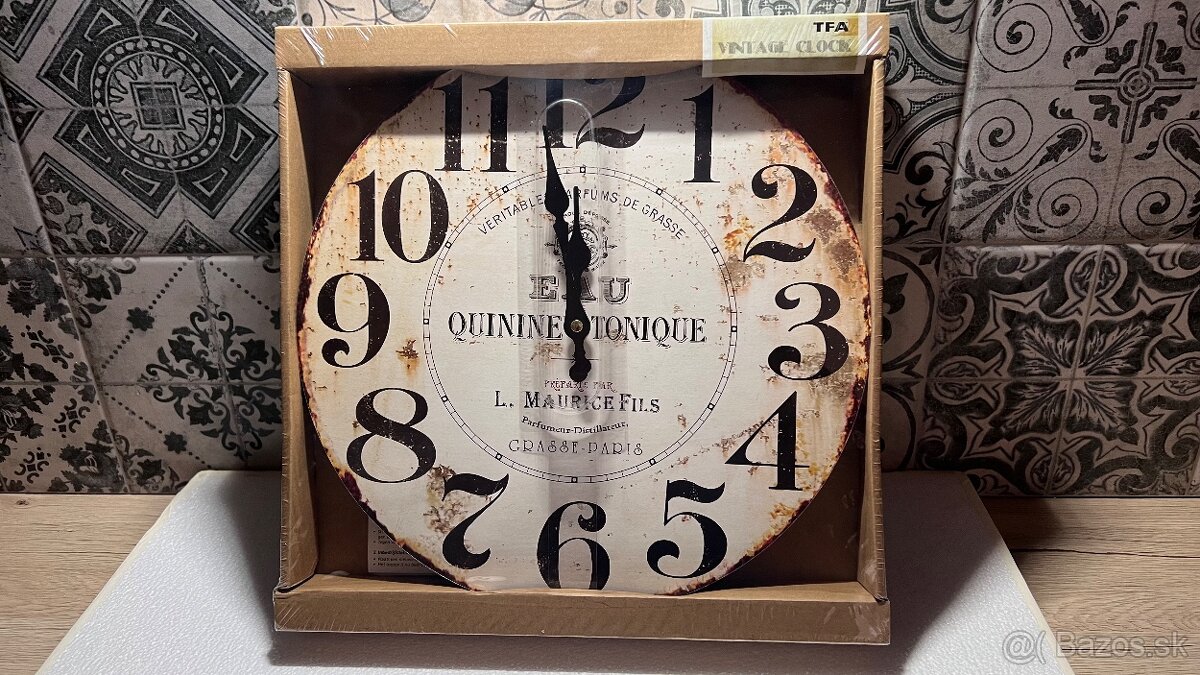 TFA
VINTAGE CLOCK
11 12 1
10 2
VERITABLE PARFUMS DE GRASSE
EAU
9 3
QUININE TONIQUE
PRÉPARÉE PAR
L. MAURICE FILS
8 4
Parfumeur-Distillateur,
GRASSE-PARIS
7 5
6
Bazos.sk